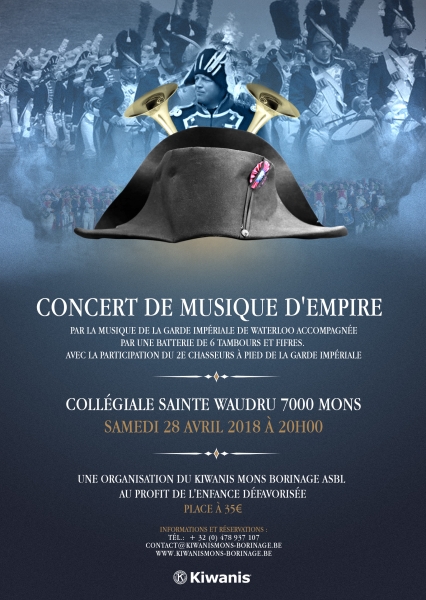 CONCERT DE MUSIQUE D'EMPIRE
PAR LA MUSIQUE DE LA GARDE IMPÉRIALE DE WATERLOO ACCOMPAGNÉE
PAR UNE BATTERIE DE 6 TAMBOURS ET FIFRES.
AVEC LA PARTICIPATION DU 2E CHASSEURS À PIED DE LA GARDE IMPÉRIALE
COLLÉGIALE SAINTE WAUDRU 7000 MONS
SAMEDI 28 AVRIL 2018 À 20H00
UNE ORGANISATION DU KIWANIS MONS BORINAGE ASBL
AU PROFIT DE L'ENFANCE DÉFAVORISÉE
PLACE À 35€
INFORMATIONS ET RÉSERVATIONS :
TÉL.: + 32 (0) 478 937 107
CONTACT@KIWANISMONS-BORINAGE.BE
WWW.KIWANISMONS-BORINAGE.BE
Kiwanis